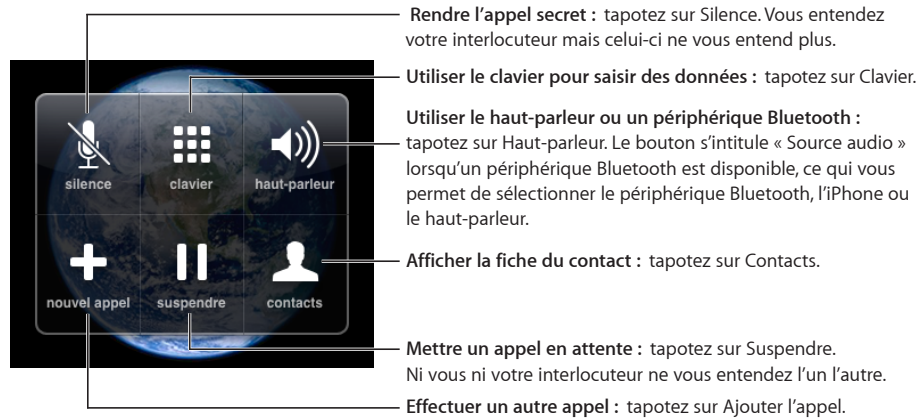 Rendre l'appel secret : tapotez sur Silence. Vous entendez
votre interlocuteur mais celui-ci ne vous entend plus.
Utiliser le clavier pour saisir des données : tapotez sur Clavier.
Utiliser le haut-parleur ou un périphérique Bluetooth :
tapotez sur Haut-parleur. Le bouton s'intitule « Source audio »
lorsqu'un périphérique Bluetooth est disponible, ce qui vous
permet de sélectionner le périphérique Bluetooth, l'iPhone ou
le haut-parleur.
Afficher la fiche du contact : tapotez sur Contacts.
Mettre un appel en attente : tapotez sur Suspendre.
Ni vous ni votre interlocuteur ne vous entendez l'un l'autre.
Effectuer un autre appel : tapotez sur Ajouter l'appel.
silence
clavier
haut-parleur
nouvel appel
suspendre
contacts